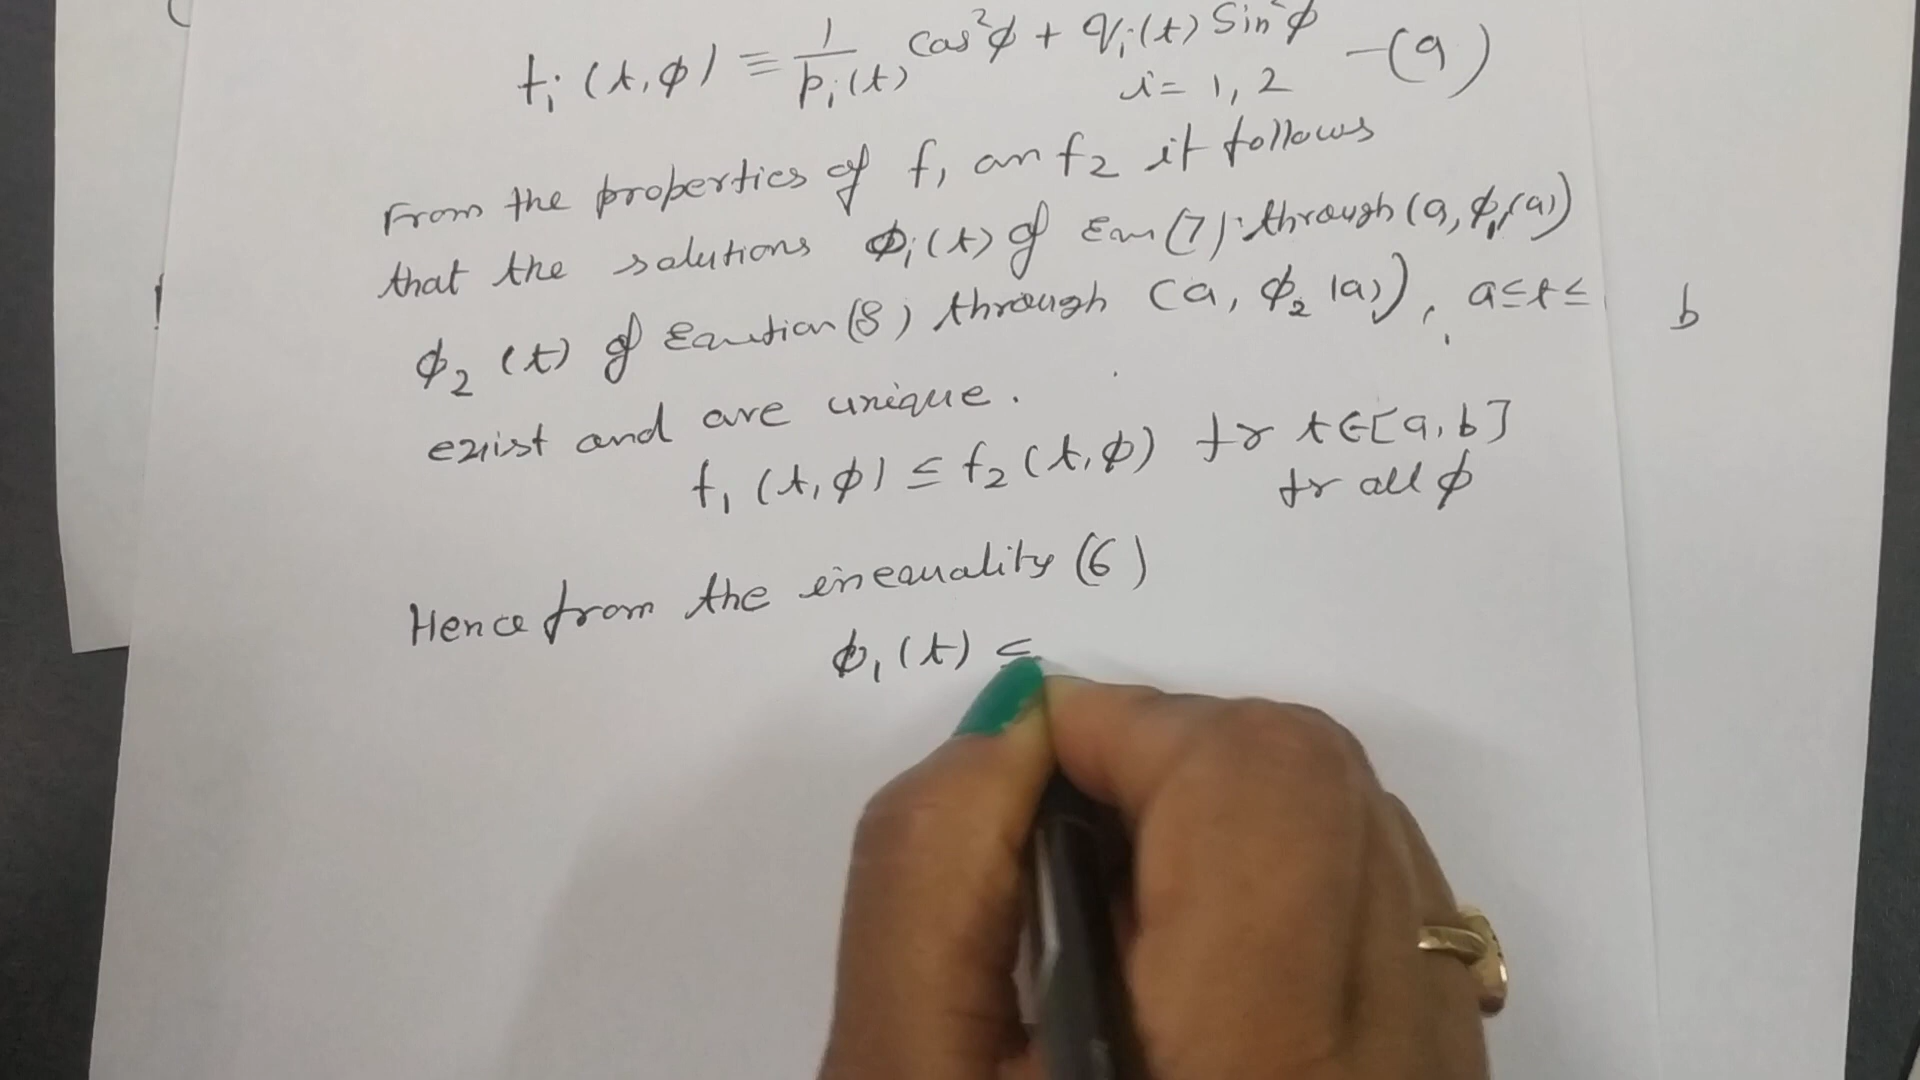 fi (t, ϕ) ≡ 1/pi(t) Cos²ϕ + qi(t) Sin²ϕ —(9)
i = 1, 2
From the properties of f1 an f2 it follows
that the solutions ϕ1(t) of Eqn (7) through (a, ϕ1(a))
ϕ2 (t) of Equation (8) through (a, ϕ2 (a)), a ≤ t ≤ b
exist and are unique.
f1 (t, ϕ) ≤ f2 (t, ϕ) for t ∈ [a, b]
for all ϕ
Hence from the inequality (6)
ϕ1 (t) ≤